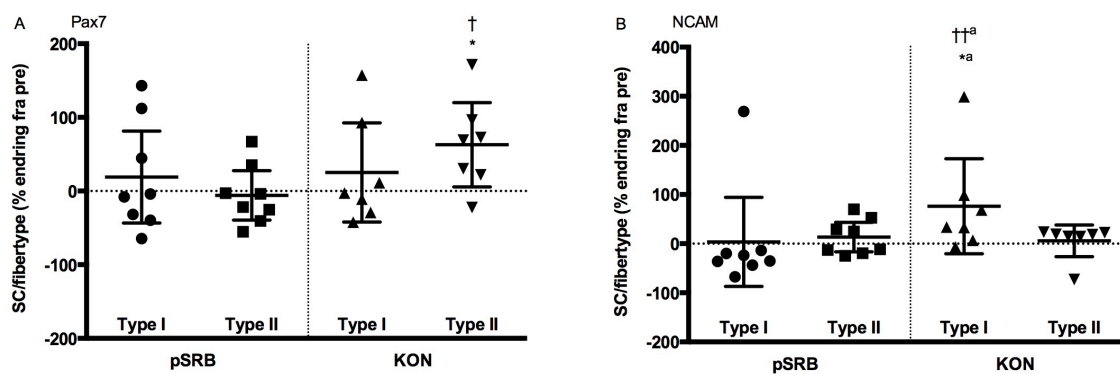 A Pax7
†
*
SC/fibertype (% endring fra pre)
200
100
0
-100
-200
Type I Type II Type I Type II
pSRB KON
B NCAM
††a
*a
SC/fibertype (% endring fra pre)
400
300
200
100
0
-100
-200
Type I Type II Type I Type II
pSRB KON